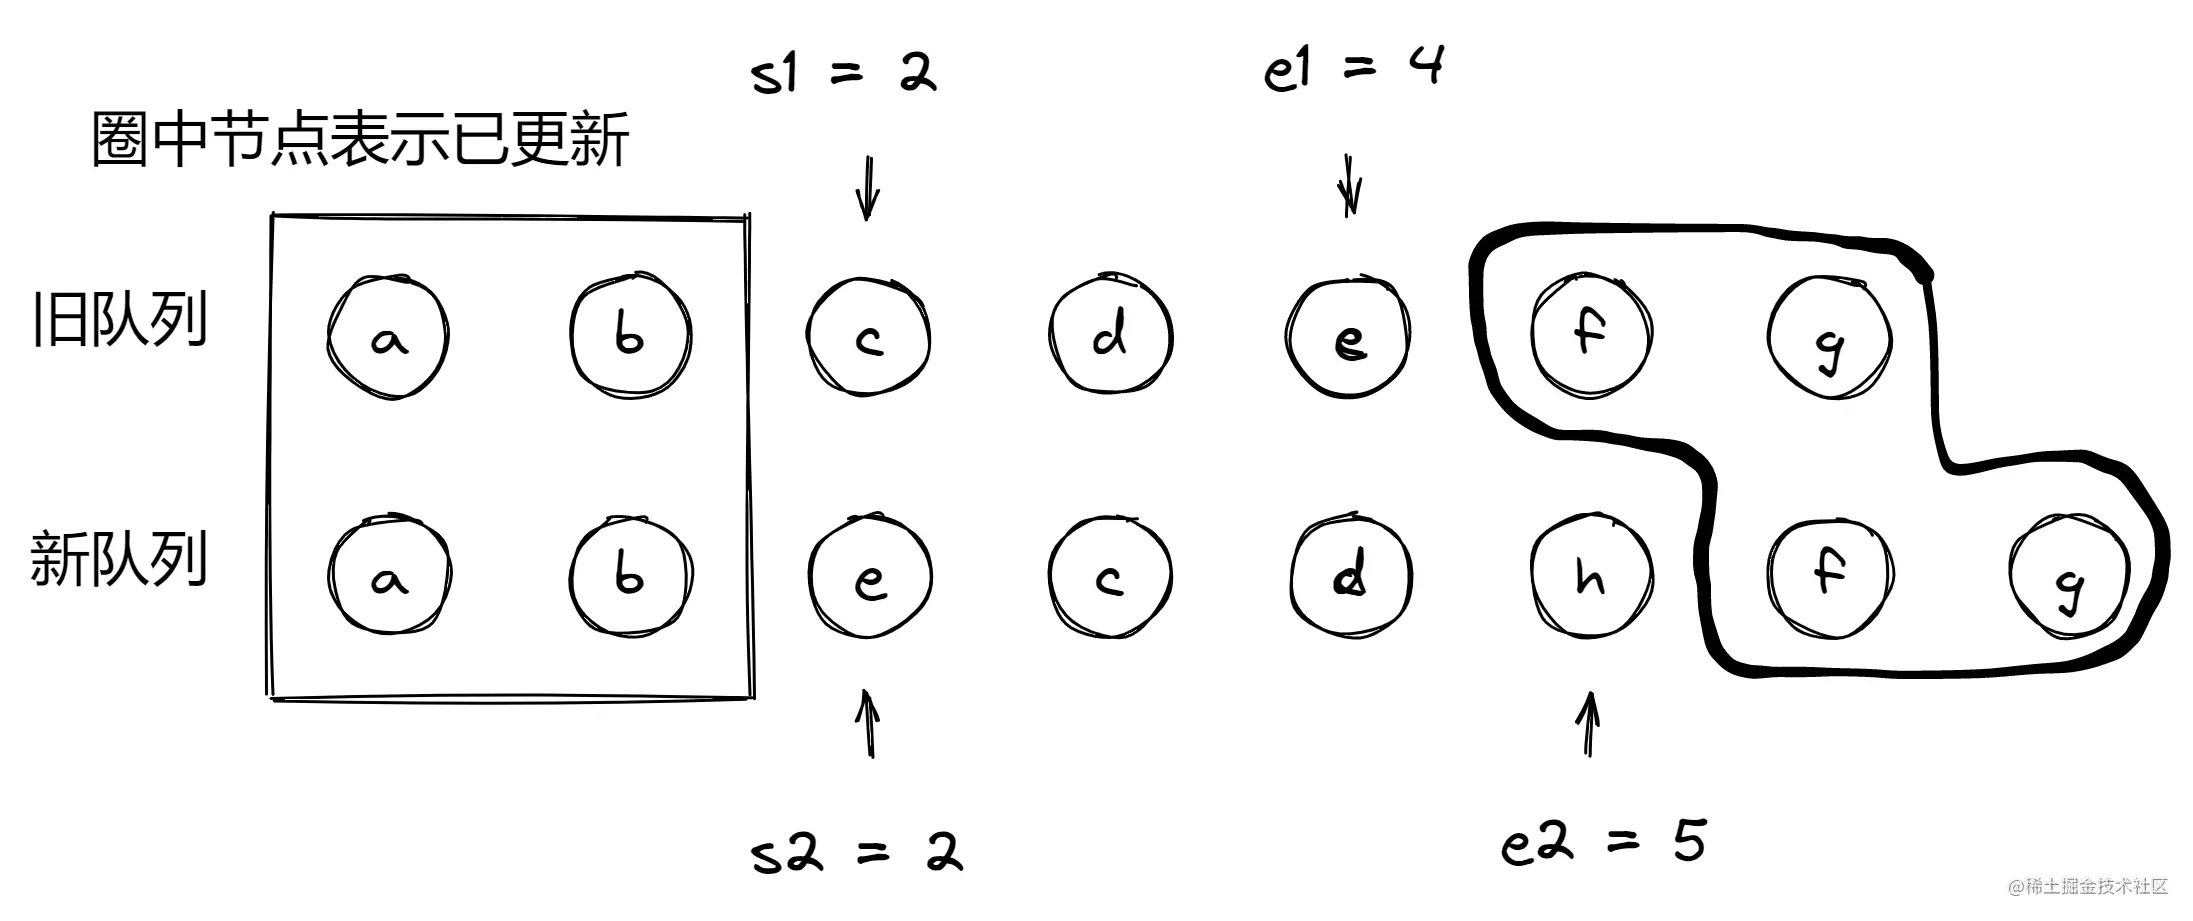 s1 = 2
e1 = 4
圈中节点表示已更新
旧队列 a b c d e f g
新队列 a b e c d h f g
s2 = 2
e2 = 5
@稀土掘金技术社区